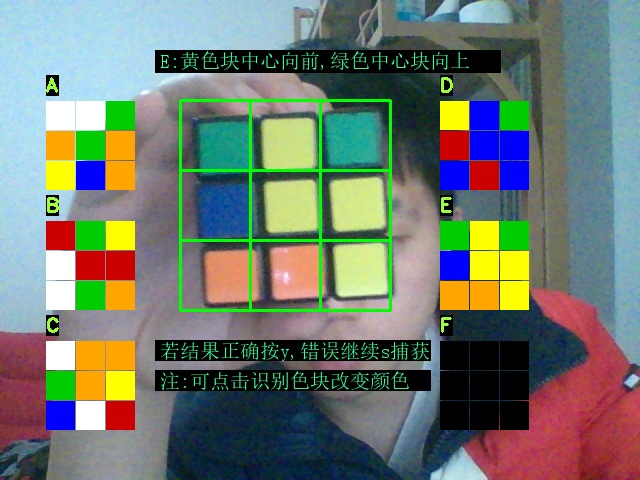 E:黄色块中心向前,绿色中心块向上
A
D
B
E
C
F
若结果正确按y,错误继续s捕获
注:可点击识别色块改变颜色